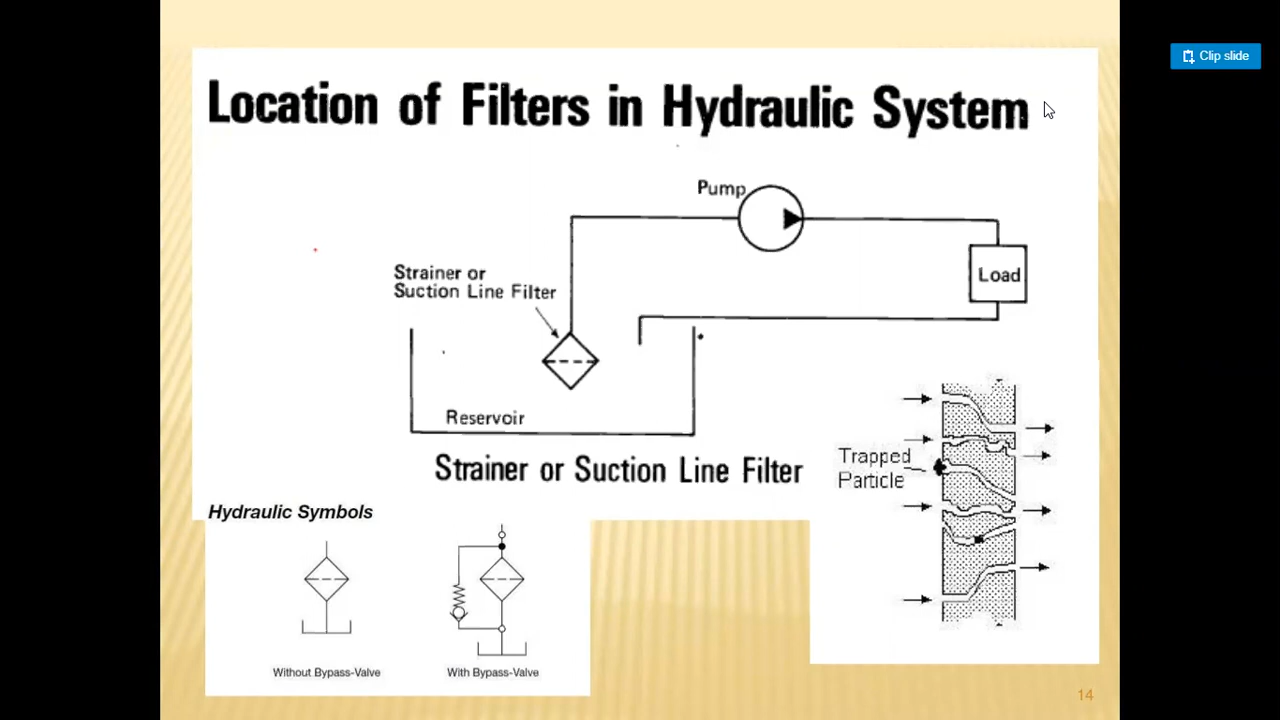 Clip slide
Location of Filters in Hydraulic System
Pump
Strainer or
Suction Line Filter
Load
Reservoir
Strainer or Suction Line Filter
Trapped
Particle
Hydraulic Symbols
Without Bypass-Valve
With Bypass-Valve
14